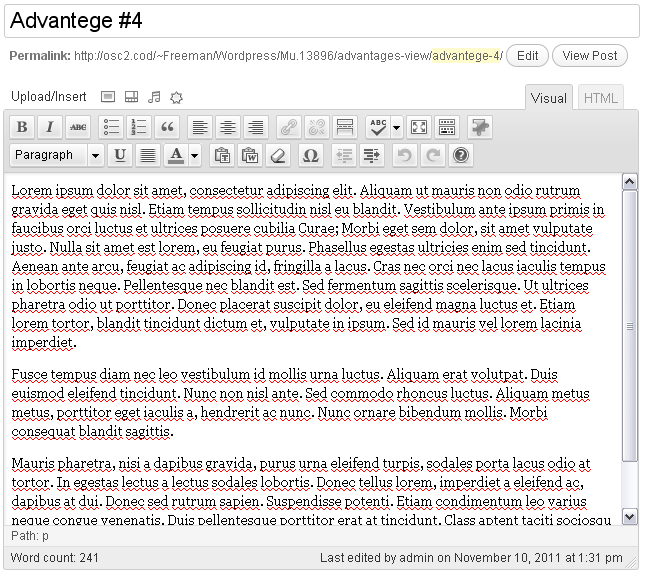 Advantege #4
Permalink: http://osc2.cod/~Freeman/Wordpress/Mu.13896/advantages-view/advantege-4/ Edit View Post
Upload/Insert Visual HTML
B I ABC ABC
Paragraph U A T W Ω ?
Lorem ipsum dolor sit amet, consectetur adipiscing elit. Aliquam ut mauris non odio rutrum
gravida eget quis nisl. Etiam tempus sollicitudin nisl eu blandit. Vestibulum ante ipsum primis in
faucibus orci luctus et ultrices posuere cubilia Curae; Morbi eget sem dolor, sit amet vulputate
justo. Nulla sit amet est lorem, eu feugiat purus. Phasellus egestas ultricies enim sed tincidunt.
Aenean ante arcu, feugiat ac adipiscing id, fringilla a lacus. Cras nec orci nec lacus iaculis tempus
in lobortis neque. Pellentesque nec blandit est. Sed fermentum sagittis scelerisque. Ut ultrices
pharetra odio ut porttitor. Donec placerat suscipit dolor, eu eleifend magna luctus et. Etiam
lorem tortor, blandit tincidunt dictum et, vulputate in ipsum. Sed id mauris vel lorem lacinia
imperdiet.
Fusce tempus diam nec leo vestibulum id mollis urna luctus. Aliquam erat volutpat. Duis
euismod eleifend tincidunt. Nunc non nisl ante. Sed commodo rhoncus luctus. Aliquam metus
metus, porttitor eget iaculis a, hendrerit ac nunc. Nunc ornare bibendum mollis. Morbi
consequat blandit sagittis.
Mauris pharetra, nisi a dapibus gravida, purus urna eleifend turpis, sodales porta lacus odio at
tortor. In egestas lectus a lectus sodales lobortis. Donec tellus lorem, imperdiet a eleifend ac,
dapibus at dui. Donec sed rutrum sapien. Suspendisse potenti. Etiam condimentum leo varius
neque congue venenatis. Duis pellentesque porttitor erat at tincidunt. Class aptent taciti sociosqu
Path: p
Word count: 241 Last edited by admin on November 10, 2011 at 1:31 pm